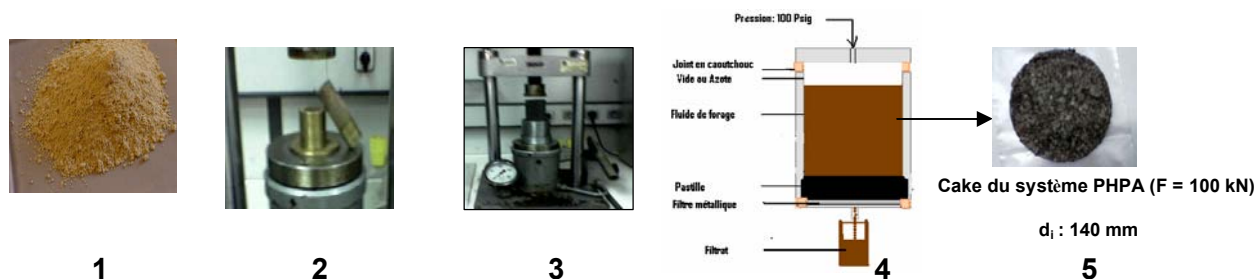 Pression: 100 Psig
Joint en caoutchouc
Vide ou Azote
Fluide de forage
Pastille
Filtre métallique
Filtrat
Cake du système PHPA (F = 100 kN)
di : 140 mm
1 2 3 4 5